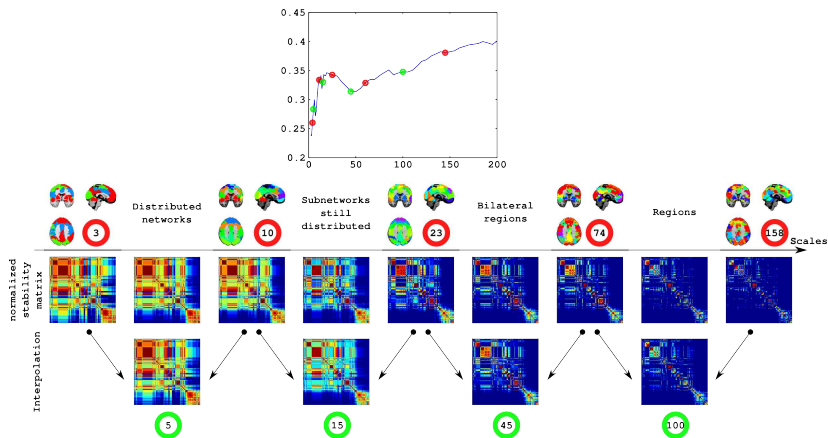 0.45
0.4
0.35
0.3
0.25
0.2
0 50 100 150 200
Distributed
networks
Subnetworks
still
distributed
Bilateral
regions
Regions
3 10 23 74 158
Scales
normalized
stability
matrix
Interpolation
5 15 45 100